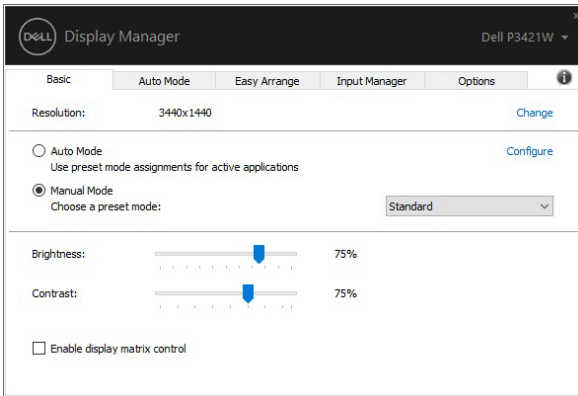 x
DELL Display Manager Dell P3421W
Basic Auto Mode Easy Arrange Input Manager Options i
Resolution: 3440x1440 Change
Auto Mode Configure
Use preset mode assignments for active applications
Manual Mode
Choose a preset mode: Standard
Brightness: 75%
Contrast: 75%
Enable display matrix control